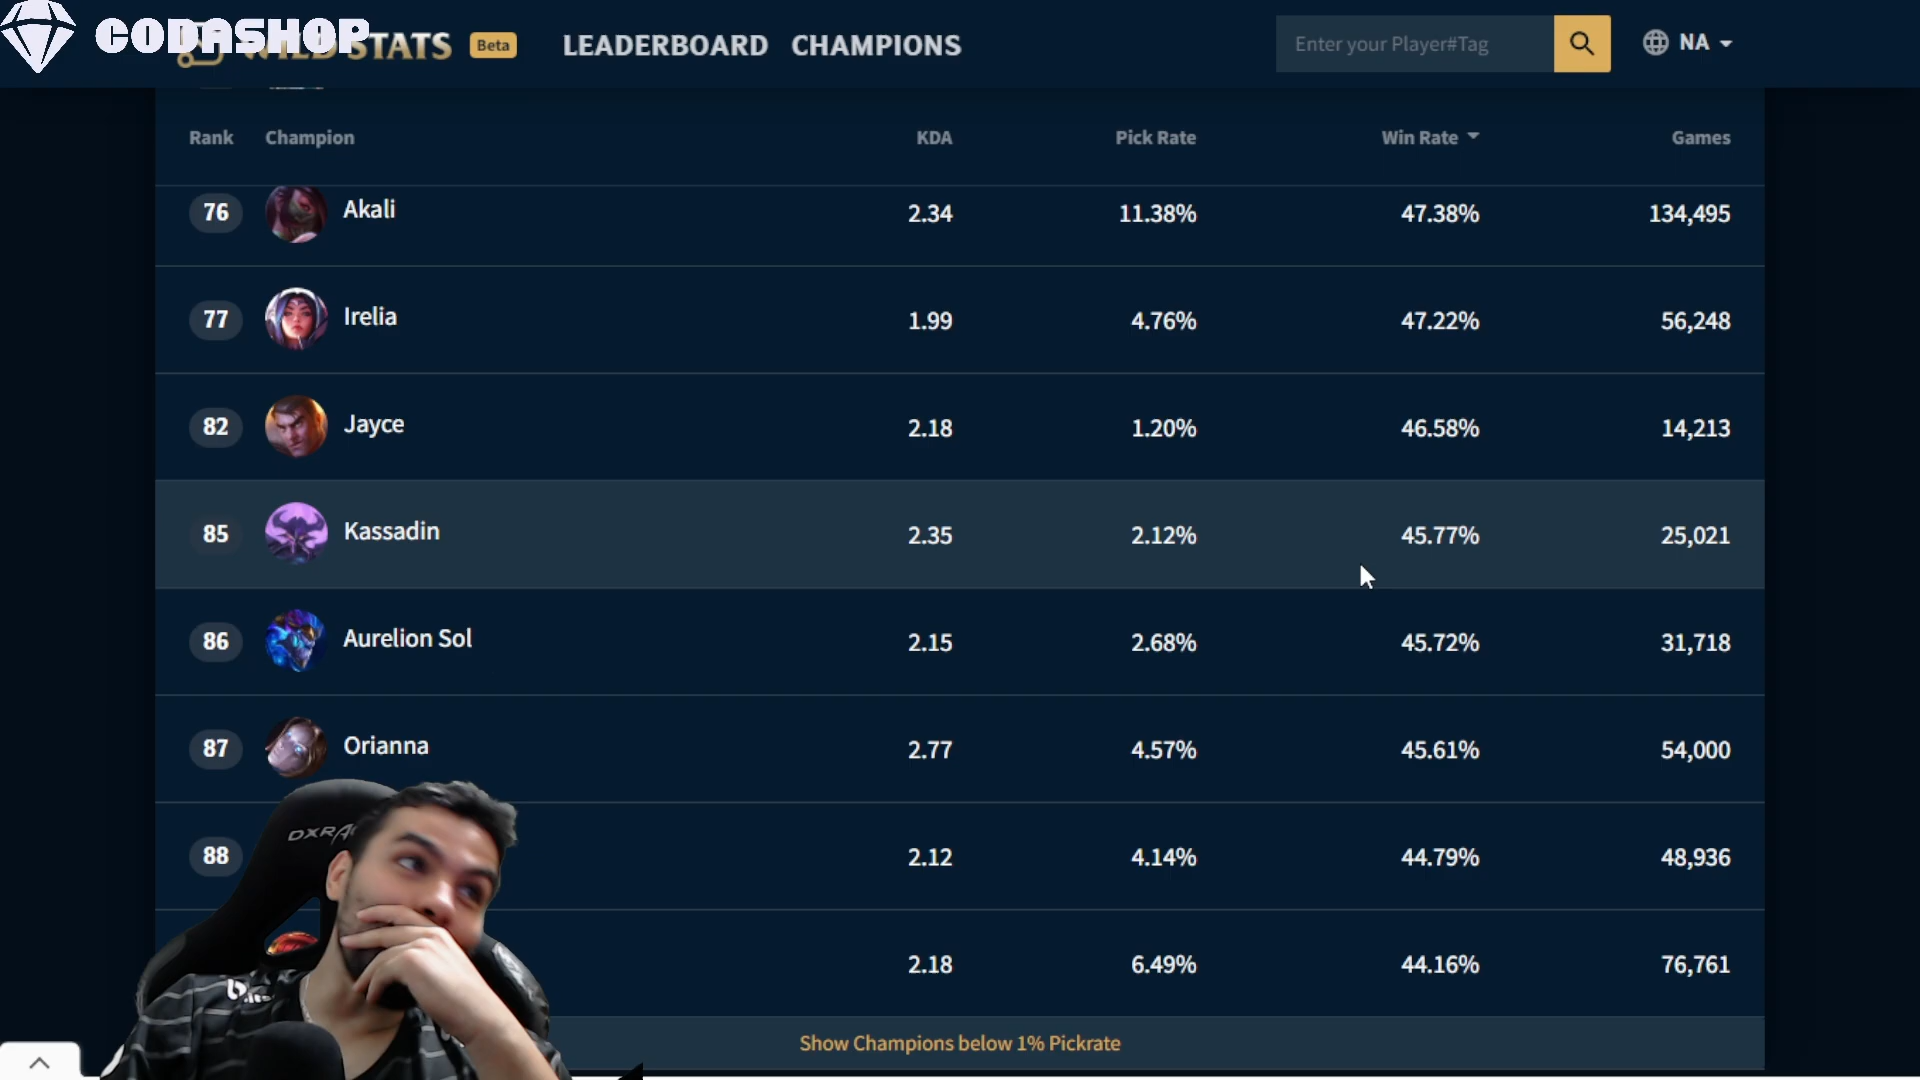 CODASHOP
WILD STATS Beta LEADERBOARD CHAMPIONS Enter your Player#Tag NA
Rank Champion KDA Pick Rate Win Rate Games
76 Akali 2.34 11.38% 47.38% 134,495
77 Irelia 1.99 4.76% 47.22% 56,248
82 Jayce 2.18 1.20% 46.58% 14,213
85 Kassadin 2.35 2.12% 45.77% 25,021
86 Aurelion Sol 2.15 2.68% 45.72% 31,718
87 Orianna 2.77 4.57% 45.61% 54,000
88 2.12 4.14% 44.79% 48,936
2.18 6.49% 44.16% 76,761
Show Champions below 1% Pickrate